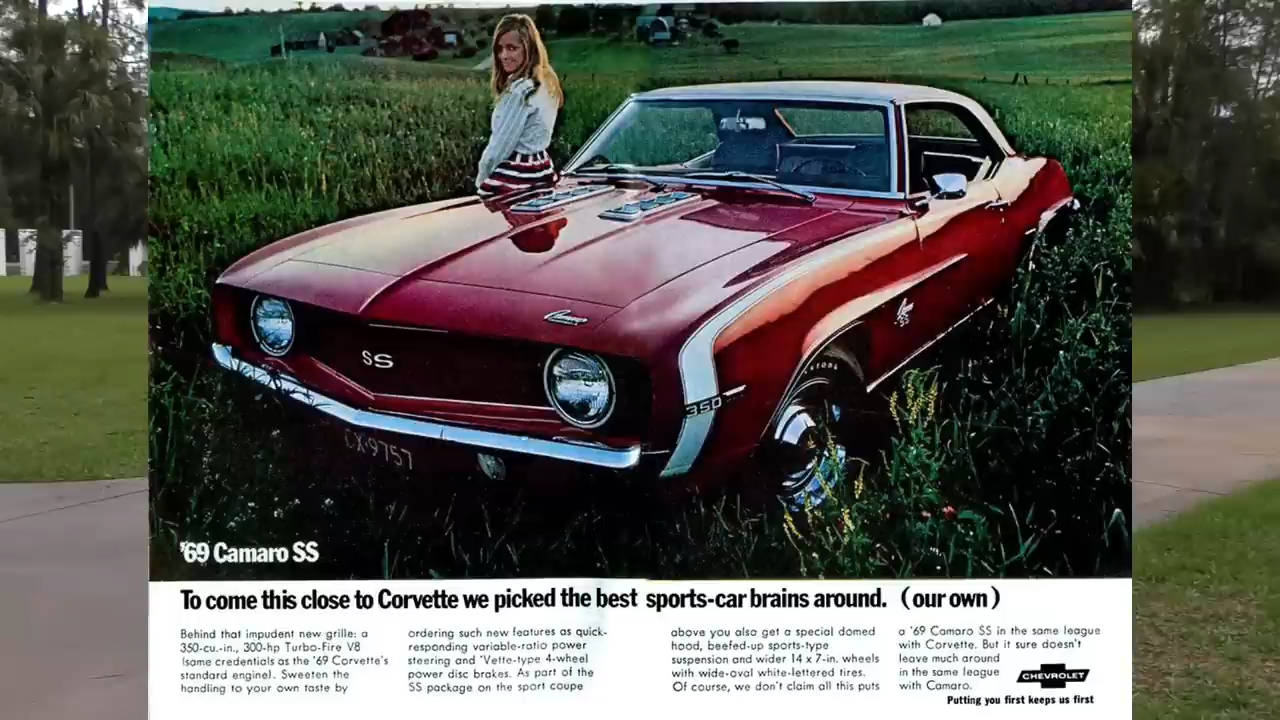 SS
Camaro
350
SS
CX·9757
'69 Camaro SS
To come this close to Corvette we picked the best sports-car brains around. (our own)
Behind that impudent new grille: a
350-cu.-in., 300-hp Turbo-Fire V8
(same credentials as the '69 Corvette's
standard engine). Sweeten the
handling to your own taste by
ordering such new features as quick-
responding variable-ratio power
steering and 'Vette-type 4-wheel
power disc brakes. As part of the
SS package on the sport coupe
above you also get a special domed
hood, beefed-up sports-type
suspension and wider 14 x 7-in. wheels
with wide-oval white-lettered tires.
Of course, we don't claim all this puts
a '69 Camaro SS in the same league
with Corvette. But it sure doesn't
leave much around
in the same league
with Camaro.
CHEVROLET
Putting you first keeps us first